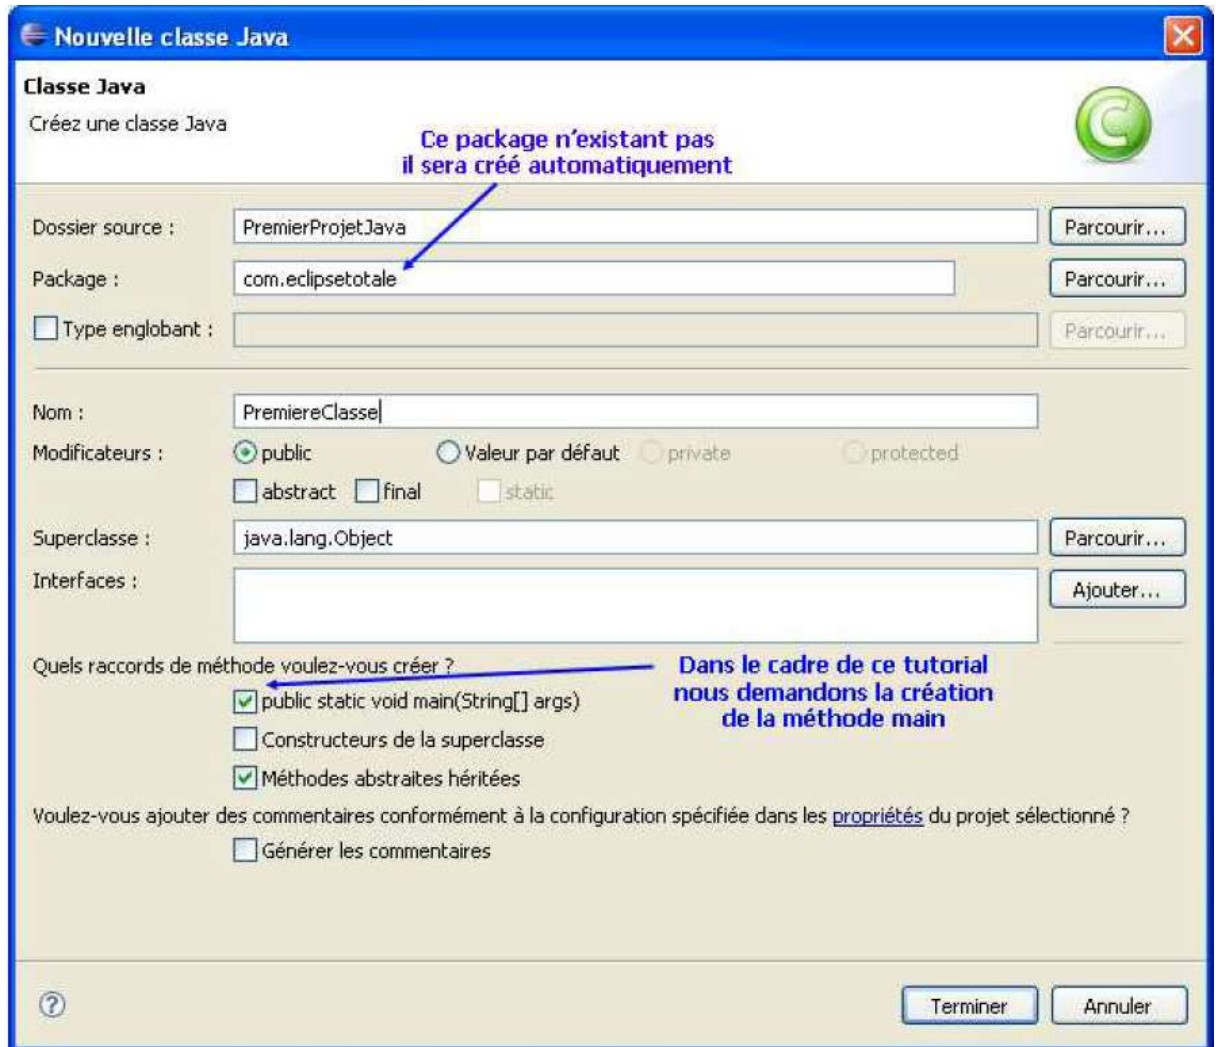 Nouvelle classe Java
Classe Java
Créez une classe Java
Ce package n'existant pas
il sera créé automatiquement
Dossier source : PremierProjetJava Parcourir...
Package : com.eclipsetotale Parcourir...
Type englobant : Parcourir...
Nom : PremiereClasse
Modificateurs : public Valeur par défaut private protected
abstract final static
Superclasse : java.lang.Object Parcourir...
Interfaces : Ajouter...
Quels raccords de méthode voulez-vous créer ?
Dans le cadre de ce tutorial
nous demandons la création
de la méthode main
public static void main(String[] args)
Constructeurs de la superclasse
Méthodes abstraites héritées
Voulez-vous ajouter des commentaires conformément à la configuration spécifiée dans les propriétés du projet sélectionné ?
Générer les commentaires
? Terminer Annuler